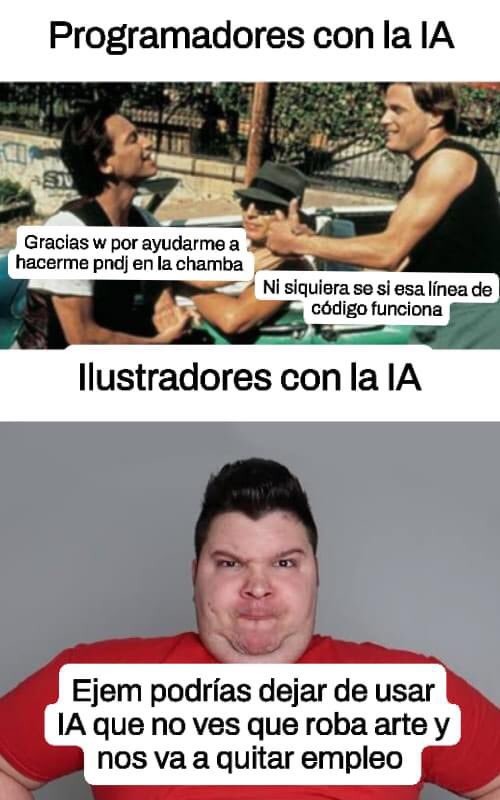 Programadores con la IA
Gracias w por ayudarme a
hacerme pndj en la chamba
Ni siquiera se si esa línea de
código funciona
Ilustradores con la IA
Ejem podrías dejar de usar
IA que no ves que roba arte y
nos va a quitar empleo